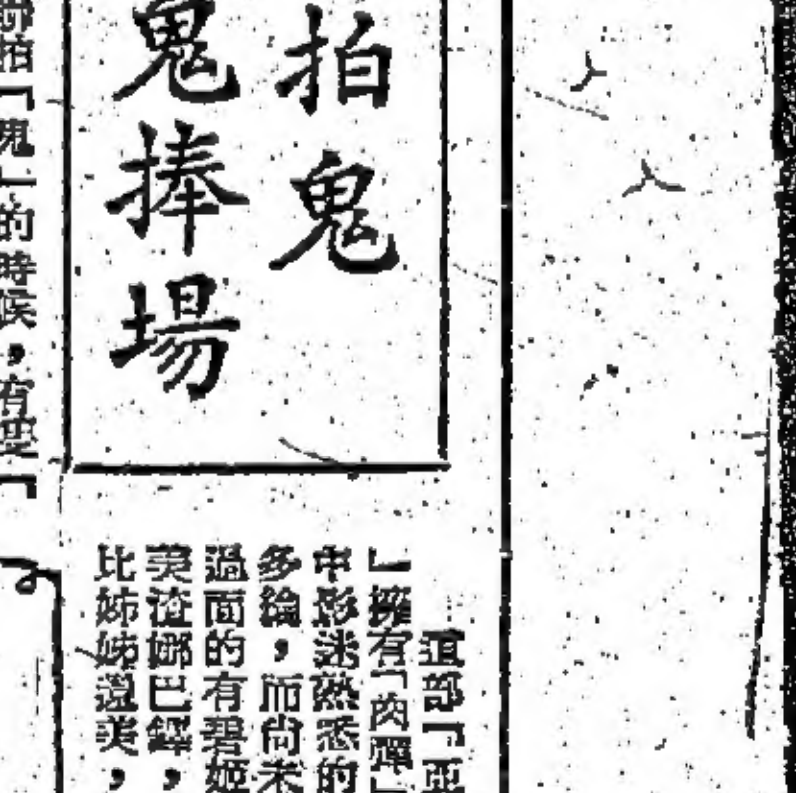 拍鬼
鬼捧場
這部「亞
」擁有「肉彈」
中影迷熟悉的
多綸，而尚未
過面的有碧姬
芙渣娜巴鐸，
比姊姊還美，
拍「鬼」的時候，有些「